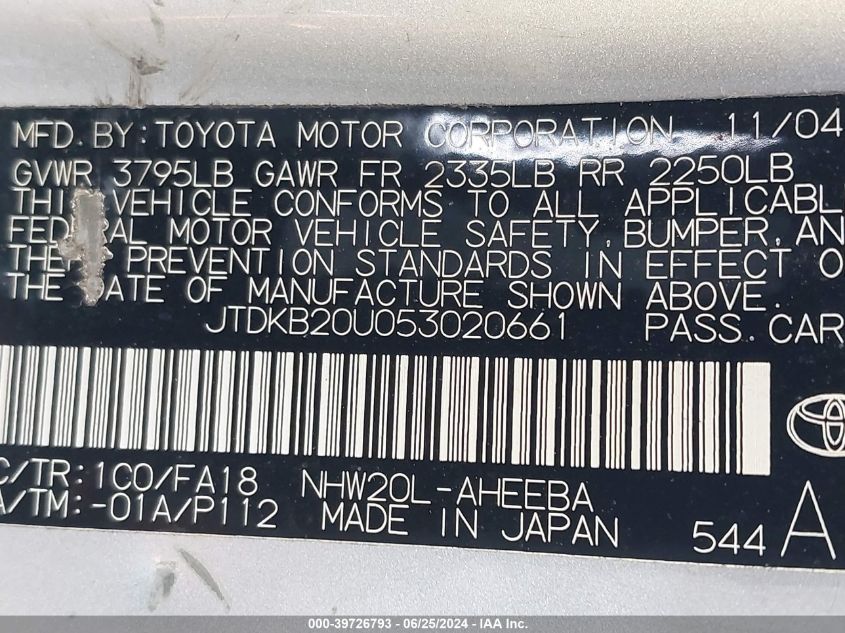 MFD. BY: TOYOTA MOTOR CORPORATION 11/04
GVWR 3795LB GAWR FR 2335LB RR 2250LB
VEHICLE CONFORMS TO ALL APPLICABL
MOTOR VEHICLE SAFETY, BUMPER, AN
THE PREVENTION STANDARDS IN EFFECT O
THE ATE OF MANUFACTURE SHOWN ABOVE.
JTDKB20U053020661 PASS. CAR
C/TR: 1C0/FA18 NHW20L-AHEEBA
A/TM: -01A/P112 MADE IN JAPAN 544 A
000-39726793 - 06/25/2024 - IAA Inc.